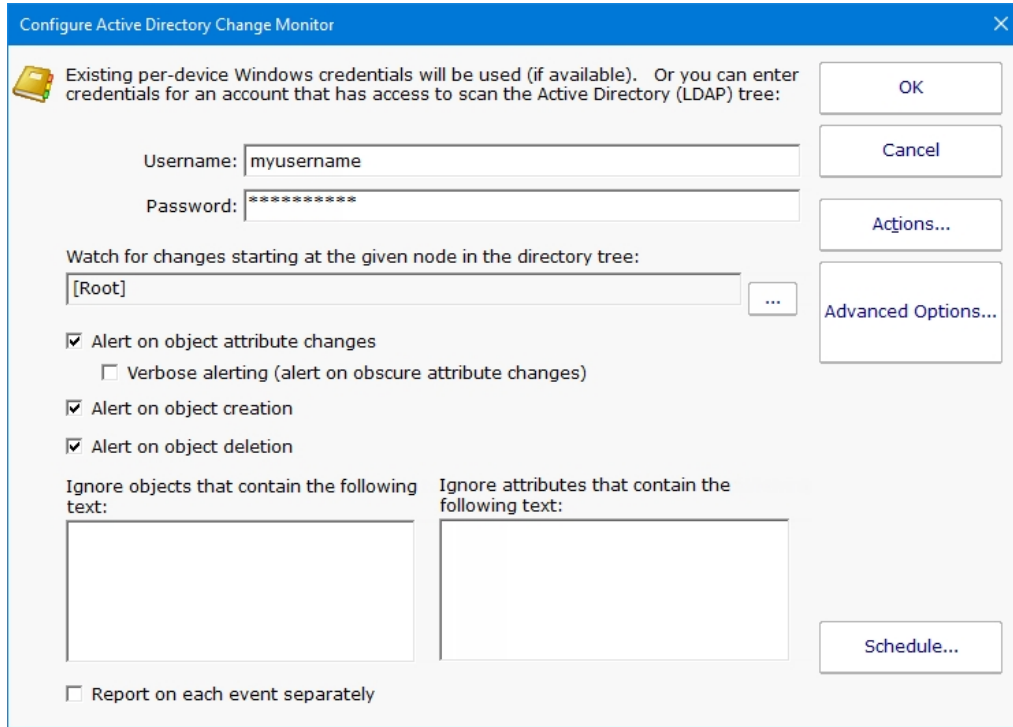 Configure Active Directory Change Monitor
Existing per-device Windows credentials will be used (if available).   Or you can enter
credentials for an account that has access to scan the Active Directory (LDAP) tree:
OK
Cancel
Username: myusername
Password: **********
Actions...
Watch for changes starting at the given node in the directory tree:
[Root]
...
Advanced Options...
Alert on object attribute changes
Verbose alerting (alert on obscure attribute changes)
Alert on object creation
Alert on object deletion
Ignore objects that contain the following
text:
Ignore attributes that contain the
following text:
Schedule...
Report on each event separately